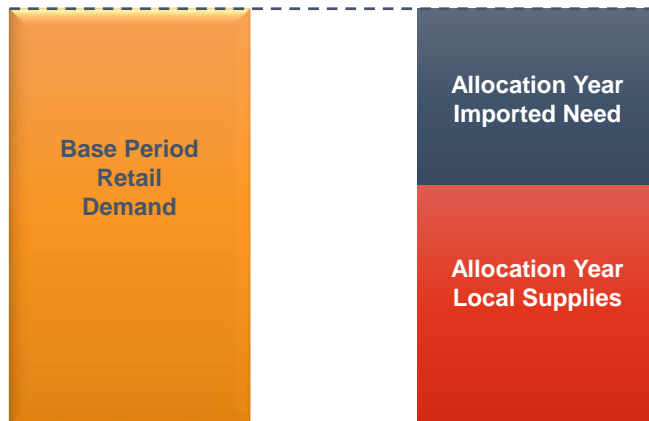 Base Period
Retail
Demand
Allocation Year
Imported Need
Allocation Year
Local Supplies